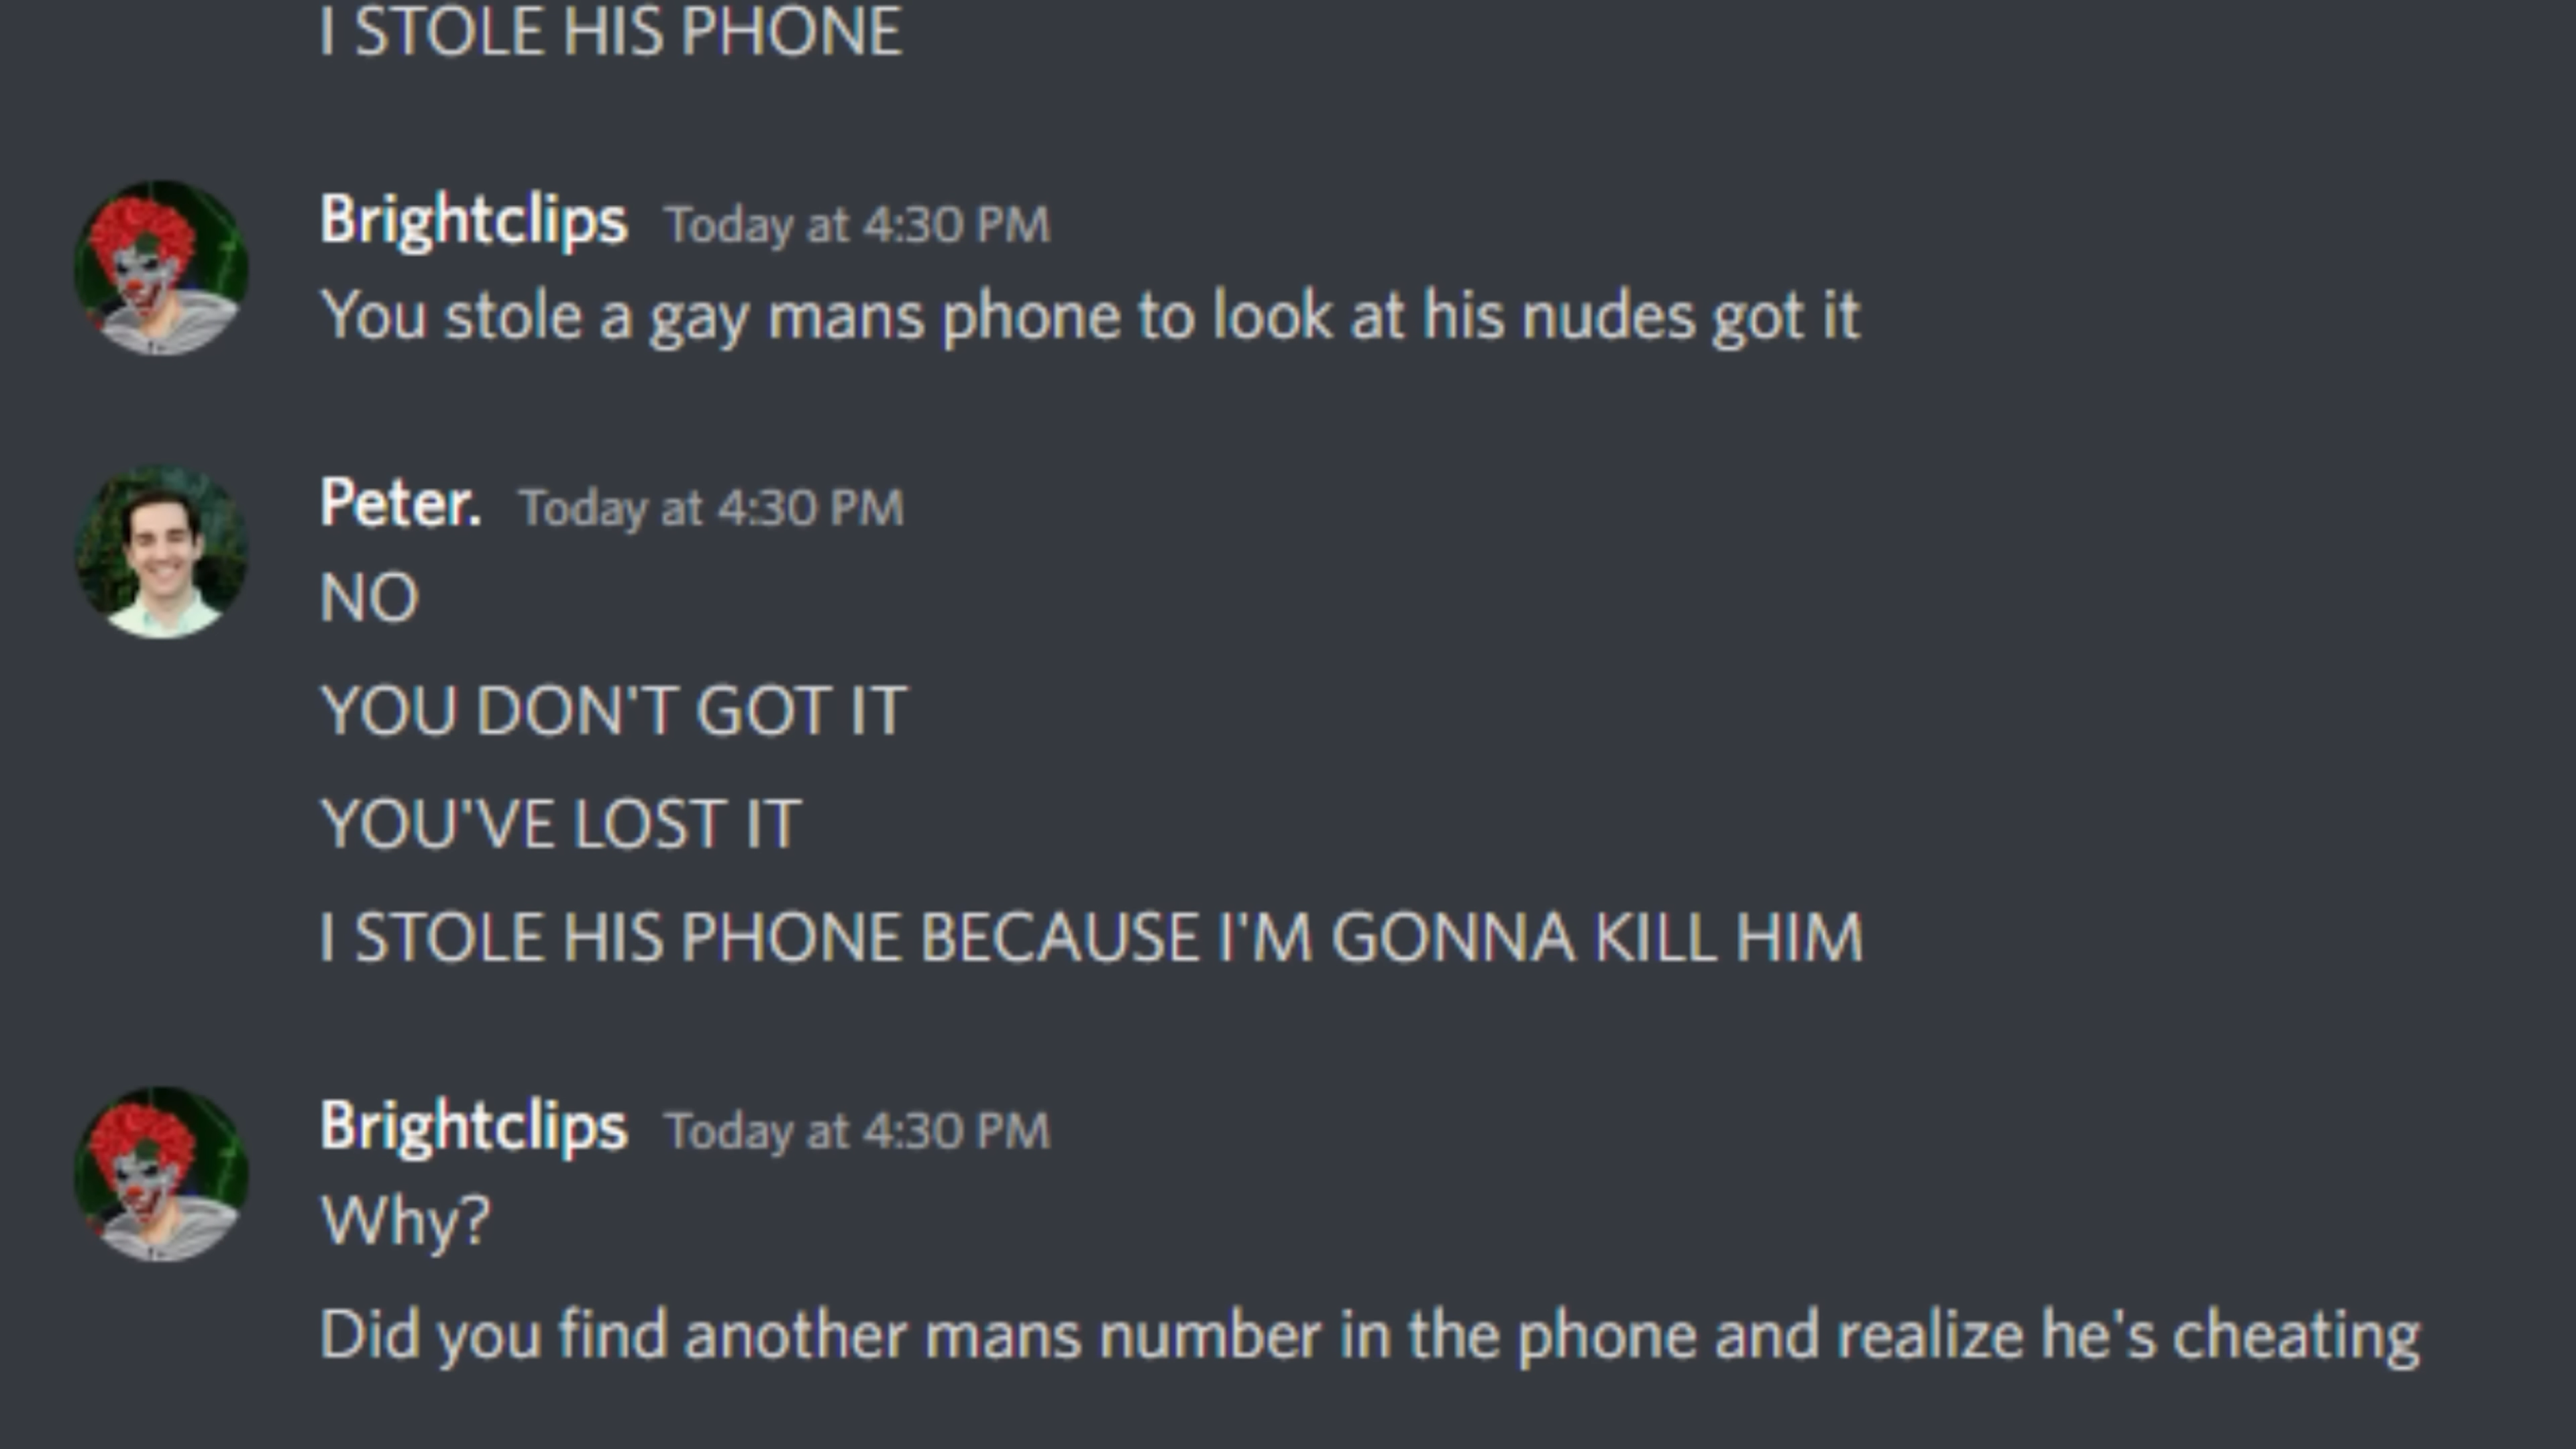 I STOLE HIS PHONE
Brightclips Today at 4:30 PM
You stole a gay mans phone to look at his nudes got it
Peter. Today at 4:30 PM
NO
YOU DON'T GOT IT
YOU'VE LOST IT
I STOLE HIS PHONE BECAUSE I'M GONNA KILL HIM
Brightclips Today at 4:30 PM
Why?
Did you find another mans number in the phone and realize he's cheating